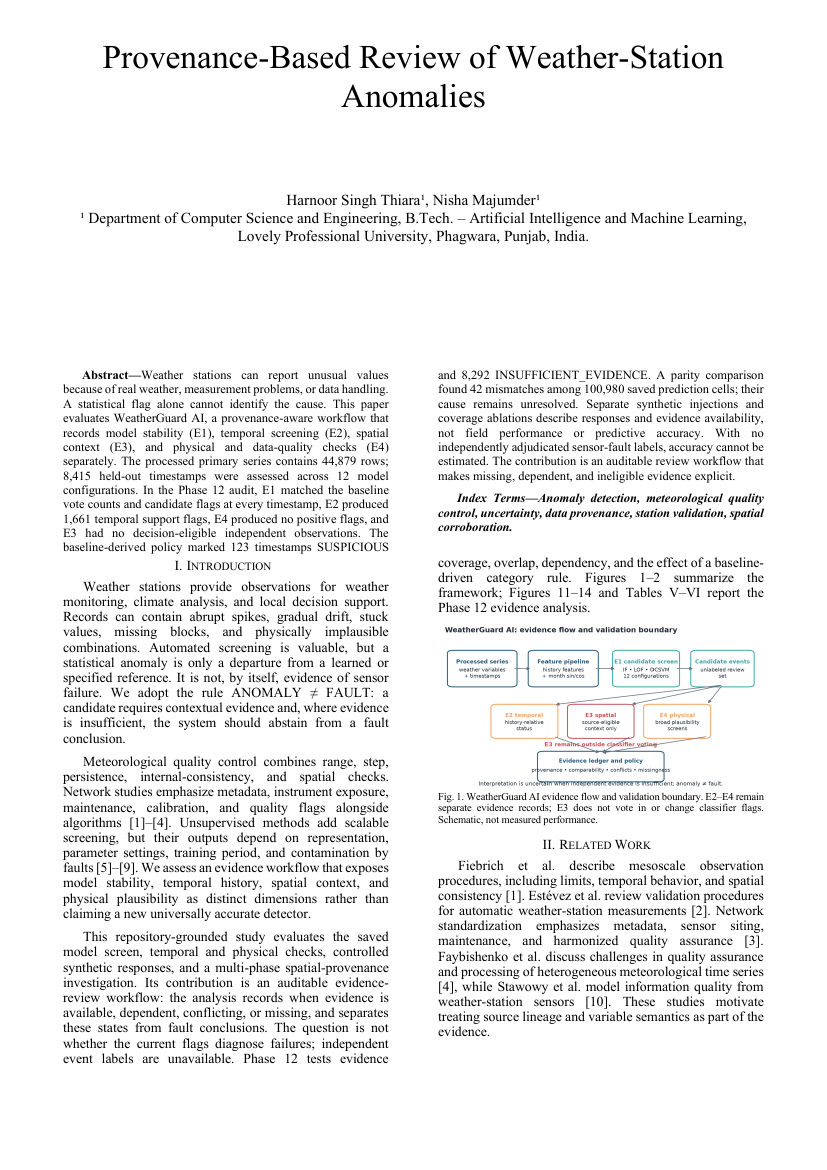 Provenance-Based Review of Weather-Station
Anomalies
Harnoor Singh Thiara¹, Nisha Majumder¹
¹ Department of Computer Science and Engineering, B.Tech. – Artificial Intelligence and Machine Learning,
Lovely Professional University, Phagwara, Punjab, India.
Abstract—Weather stations can report unusual values
because of real weather, measurement problems, or data handling.
A statistical flag alone cannot identify the cause. This paper
evaluates WeatherGuard AI, a provenance-aware workflow that
records model stability (E1), temporal screening (E2), spatial
context (E3), and physical and data-quality checks (E4)
separately. The processed primary series contains 44,879 rows;
8,415 held-out timestamps were assessed across 12 model
configurations. In the Phase 12 audit, E1 matched the baseline
vote counts and candidate flags at every timestamp, E2 produced
1,661 temporal support flags, E4 produced no positive flags, and
E3 had no decision-eligible independent observations. The
baseline-derived policy marked 123 timestamps SUSPICIOUS
and 8,292 INSUFFICIENT_EVIDENCE. A parity comparison
found 42 mismatches among 100,980 saved prediction cells; their
cause remains unresolved. Separate synthetic injections and
coverage ablations describe responses and evidence availability,
not field performance or predictive accuracy. With no
independently adjudicated sensor-fault labels, accuracy cannot be
estimated. The contribution is an auditable review workflow that
makes missing, dependent, and ineligible evidence explicit.
Index Terms—Anomaly detection, meteorological quality
control, uncertainty, data provenance, station validation, spatial
corroboration.
I. INTRODUCTION
Weather stations provide observations for weather
monitoring, climate analysis, and local decision support.
Records can contain abrupt spikes, gradual drift, stuck
values, missing blocks, and physically implausible
combinations. Automated screening is valuable, but a
statistical anomaly is only a departure from a learned or
specified reference. It is not, by itself, evidence of sensor
failure. We adopt the rule ANOMALY ≠ FAULT: a
candidate requires contextual evidence and, where evidence
is insufficient, the system should abstain from a fault
conclusion.
Meteorological quality control combines range, step,
persistence, internal-consistency, and spatial checks.
Network studies emphasize metadata, instrument exposure,
maintenance, calibration, and quality flags alongside
algorithms [1]–[4]. Unsupervised methods add scalable
screening, but their outputs depend on representation,
parameter settings, training period, and contamination by
faults [5]–[9]. We assess an evidence workflow that exposes
model stability, temporal history, spatial context, and
physical plausibility as distinct dimensions rather than
claiming a new universally accurate detector.
This repository-grounded study evaluates the saved
model screen, temporal and physical checks, controlled
synthetic responses, and a multi-phase spatial-provenance
investigation. Its contribution is an auditable evidence-
review workflow: the analysis records when evidence is
available, dependent, conflicting, or missing, and separates
these states from fault conclusions. The question is not
whether the current flags diagnose failures; independent
event labels are unavailable. Phase 12 tests evidence
coverage, overlap, dependency, and the effect of a baseline-
driven category rule. Figures 1–2 summarize the
framework; Figures 11–14 and Tables V–VI report the
Phase 12 evidence analysis.
WeatherGuard AI: evidence flow and validation boundary
Processed series
weather variables
+ timestamps
Feature pipeline
history features
+ month sin/cos
E1 candidate screen
IF • LOF • OCSVM
12 configurations
Candidate events
unlabeled review
set
E2 temporal
history-relative
status
E3 spatial
source-eligible
context only
E4 physical
broad plausibility
screens
E3 remains outside classifier voting
Evidence ledger and policy
provenance • comparability • conflicts • missingness
Interpretation is uncertain when independent evidence is insufficient; anomaly ≠ fault.
Fig. 1. WeatherGuard AI evidence flow and validation boundary. E2–E4 remain
separate evidence records; E3 does not vote in or change classifier flags.
Schematic, not measured performance.
II. RELATED WORK
Fiebrich et al. describe mesoscale observation
procedures, including limits, temporal behavior, and spatial
consistency [1]. Estévez et al. review validation procedures
for automatic weather-station measurements [2]. Network
standardization emphasizes metadata, sensor siting,
maintenance, and harmonized quality assurance [3].
Faybishenko et al. discuss challenges in quality assurance
and processing of heterogeneous meteorological time series
[4], while Stawowy et al. model information quality from
weather-station sensors [10]. These studies motivate
treating source lineage and variable semantics as part of the
evidence.